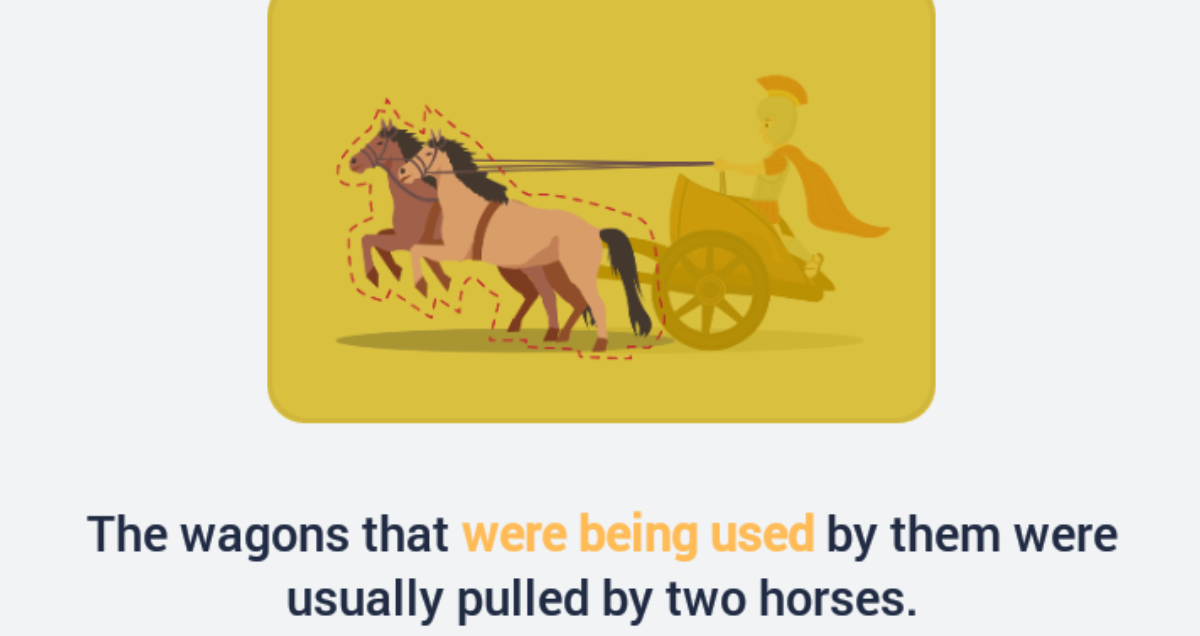 The wagons that were being used by them were
usually pulled by two horses.